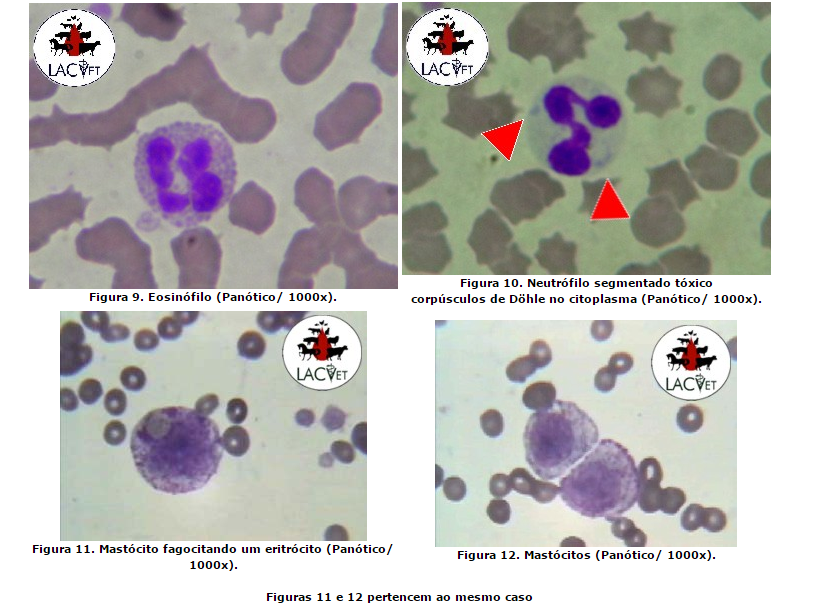 LACVET
LACVET
Figura 9. Eosinófilo (Panótico/ 1000x).
Figura 10. Neutrófilo segmentado tóxico
corpúsculos de Döhle no citoplasma (Panótico/ 1000x).
LACVET
LACVET
Figura 11. Mastócito fagocitando um eritrócito (Panótico/
1000x).
Figura 12. Mastócitos (Panótico/ 1000x).
Figuras 11 e 12 pertencem ao mesmo caso